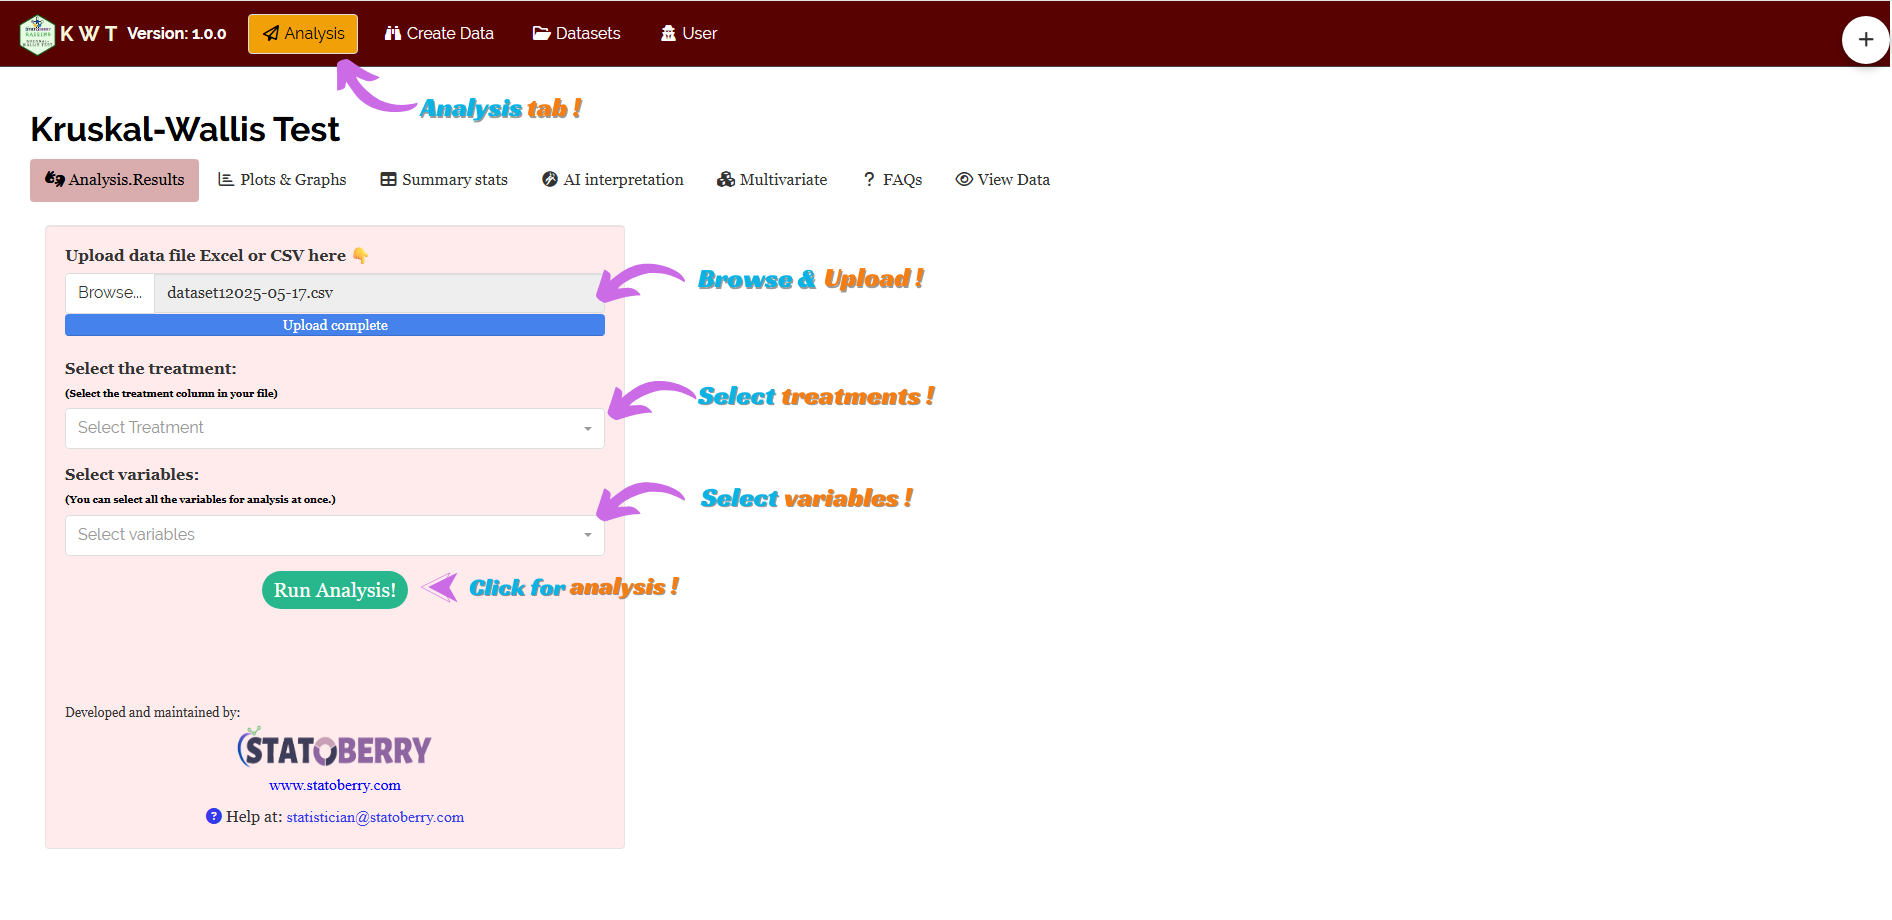 KWT Version: 1.0.0 Analysis Create Data Datasets User
Analysis tab !
Kruskal-Wallis Test
Analysis.Results Plots & Graphs Summary stats AI interpretation Multivariate ? FAQs View Data
Upload data file Excel or CSV here
Browse... dataset12025-05-17.csv
Browse & Upload !
Upload complete
Select the treatment:
(Select the treatment column in your file)
Select Treatment
Select treatments !
Select variables:
(You can select all the variables for analysis at once.)
Select variables !
Select variables
Run Analysis!
Click for analysis !
Developed and maintained by:
STATOBERRY
www.statoberry.com
? Help at: statistician@statoberry.com